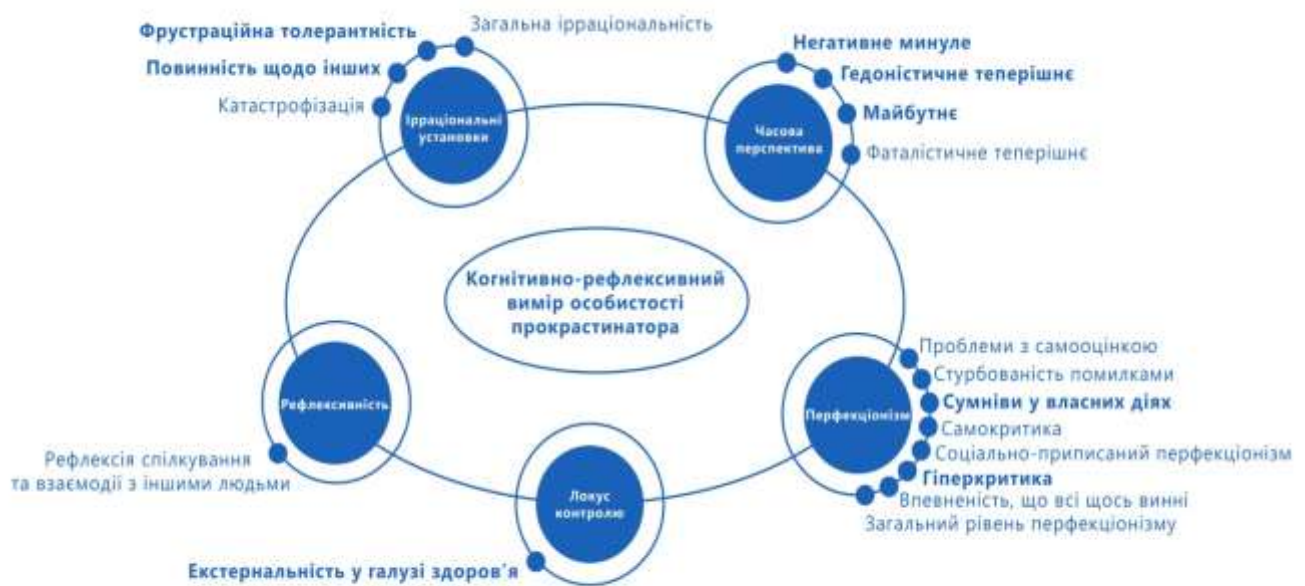 Фрустраційна толерантність
Загальна ірраціональність
Повинність щодо інших
Катастрофізація
Ірраціональні
установки
Негативне минуле
Гедоністичне теперішнє
Майбутнє
Фаталістичне теперішнє
Часова
перспектива
Когнітивно-рефлексивний
вимір особистості
прокрастинатора
Проблеми з самооцінкою
Стурбованість помилками
Сумніви у власних діях
Самокритика
Соціально-приписаний перфекціонізм
Гіперкритика
Впевненість, що всі щось винні
Загальний рівень перфекціонізму
Перфекціонізм
Рефлексивність
Рефлексія спілкування
та взаємодії з іншими людьми
Локус
контролю
Екстернальність у галузі здоров'я